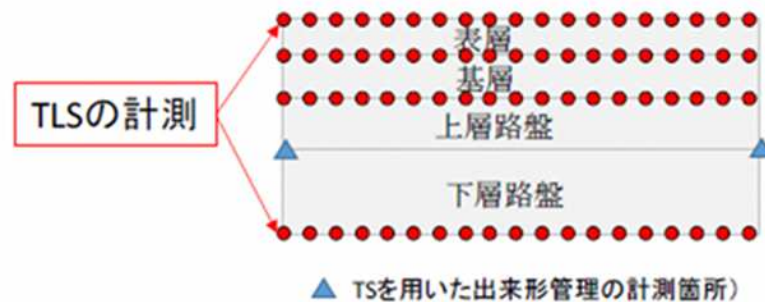 表層
基層
TLSの計測
上層路盤
下層路盤
▲ TSを用いた出来形管理の計測箇所）